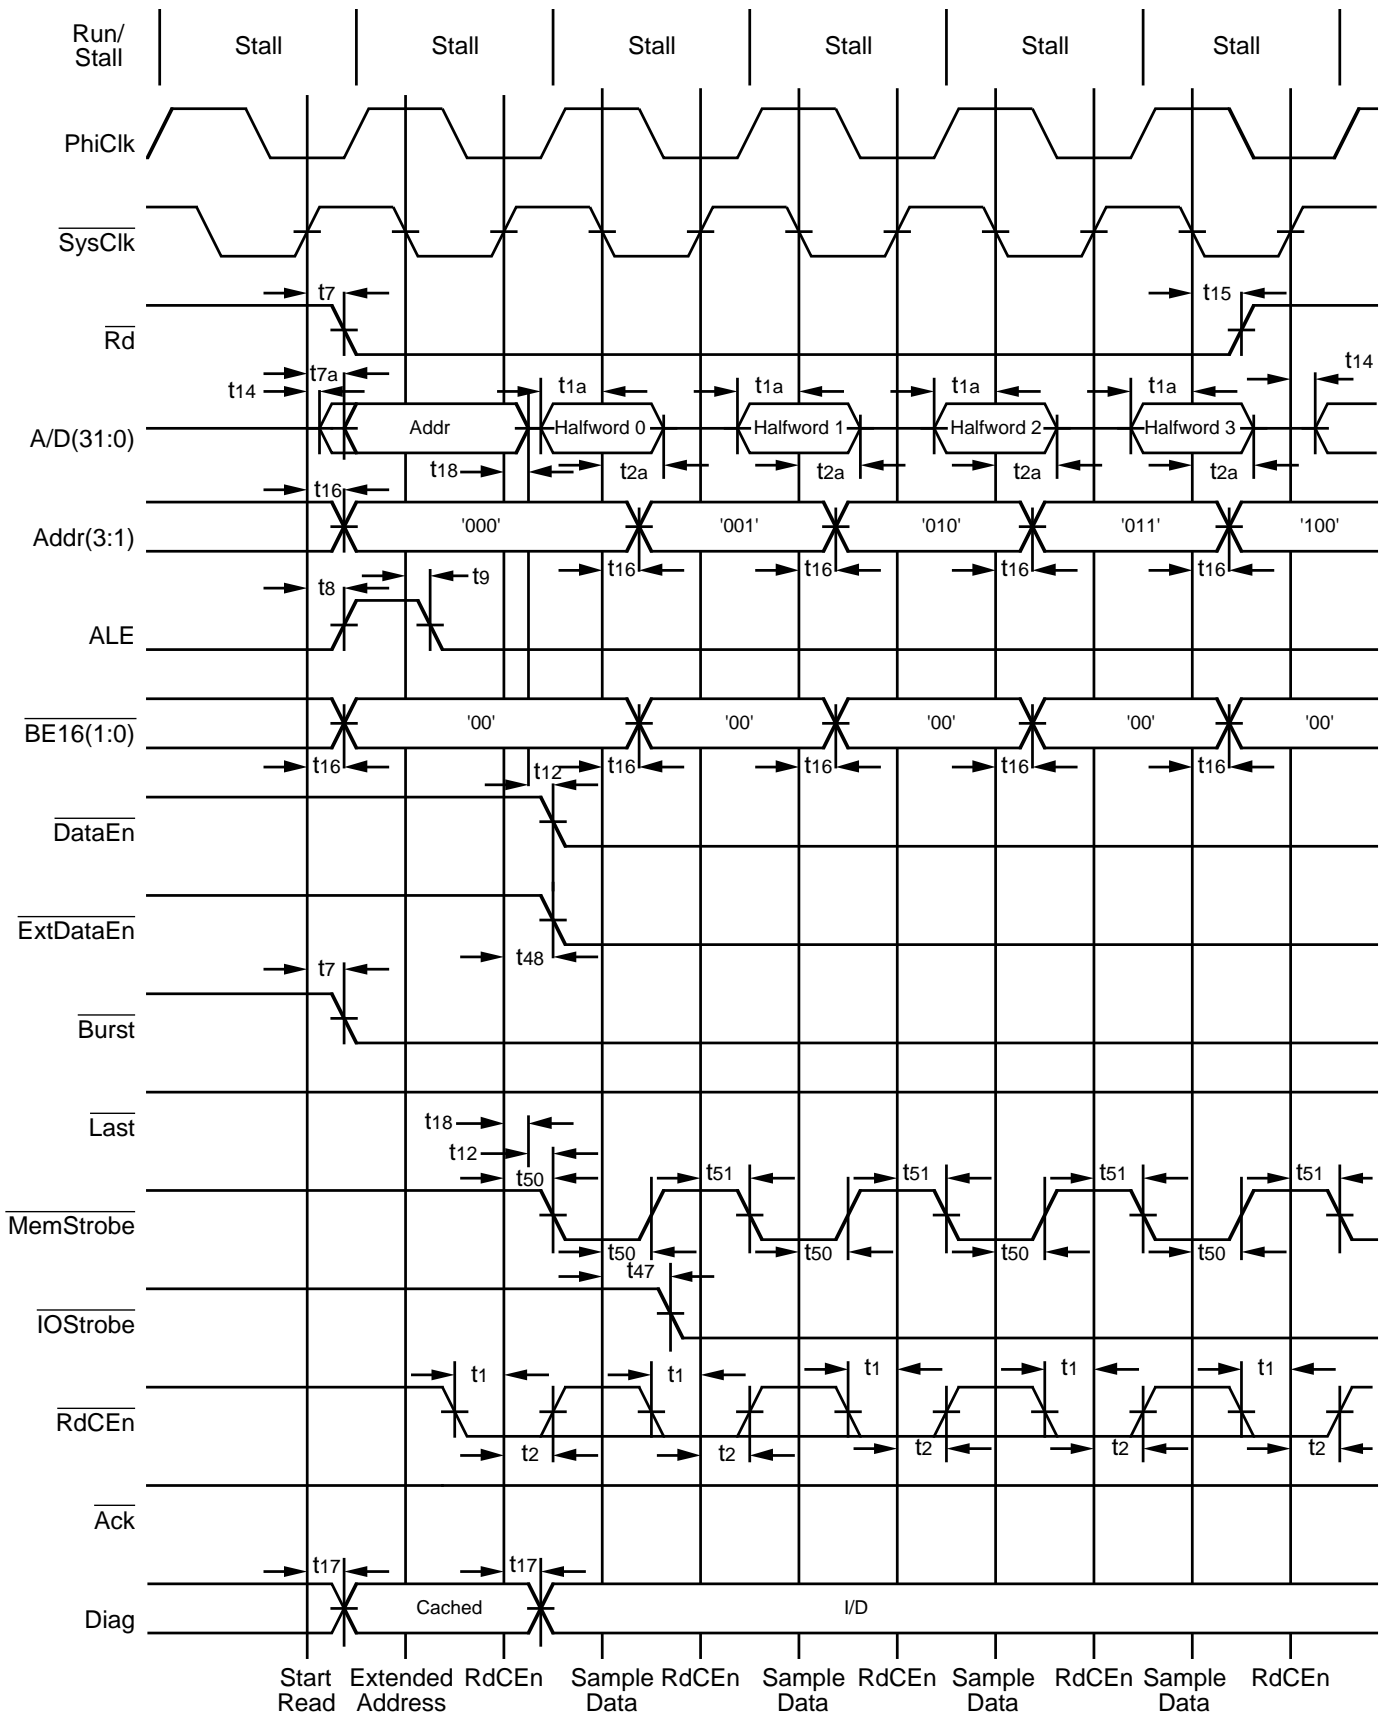 Run/
Stall
Stall Stall Stall Stall Stall Stall
PhiClk
SysClk
t7 t15
Rd
t7a
t14 t1a t1a t1a t1a t14
A/D(31:0) Addr Halfword 0 Halfword 1 Halfword 2 Halfword 3
t18 t2a t2a t2a t2a
t16
Addr(3:1) '000' '001' '010' '011' '100'
t16 t16 t16 t16
t8 t9
ALE
BE16(1:0) '00' '00' '00' '00' '00'
t16 t12 t16 t16 t16 t16
DataEn
ExtDataEn
t48
t7
Burst
Last
t18
t12
t50 t51 t51 t51 t51
MemStrobe
t50 t50 t50 t50
t47
IOStrobe
t1 t1 t1 t1 t1
RdCEn
t2 t2 t2 t2 t2
Ack
t17 t17
Diag Cached I/D
Start
Read
Extended
Address
RdCEn
Sample
Data
RdCEn
Sample
Data
RdCEn
Sample
Data
RdCEn
Sample
Data
RdCEn